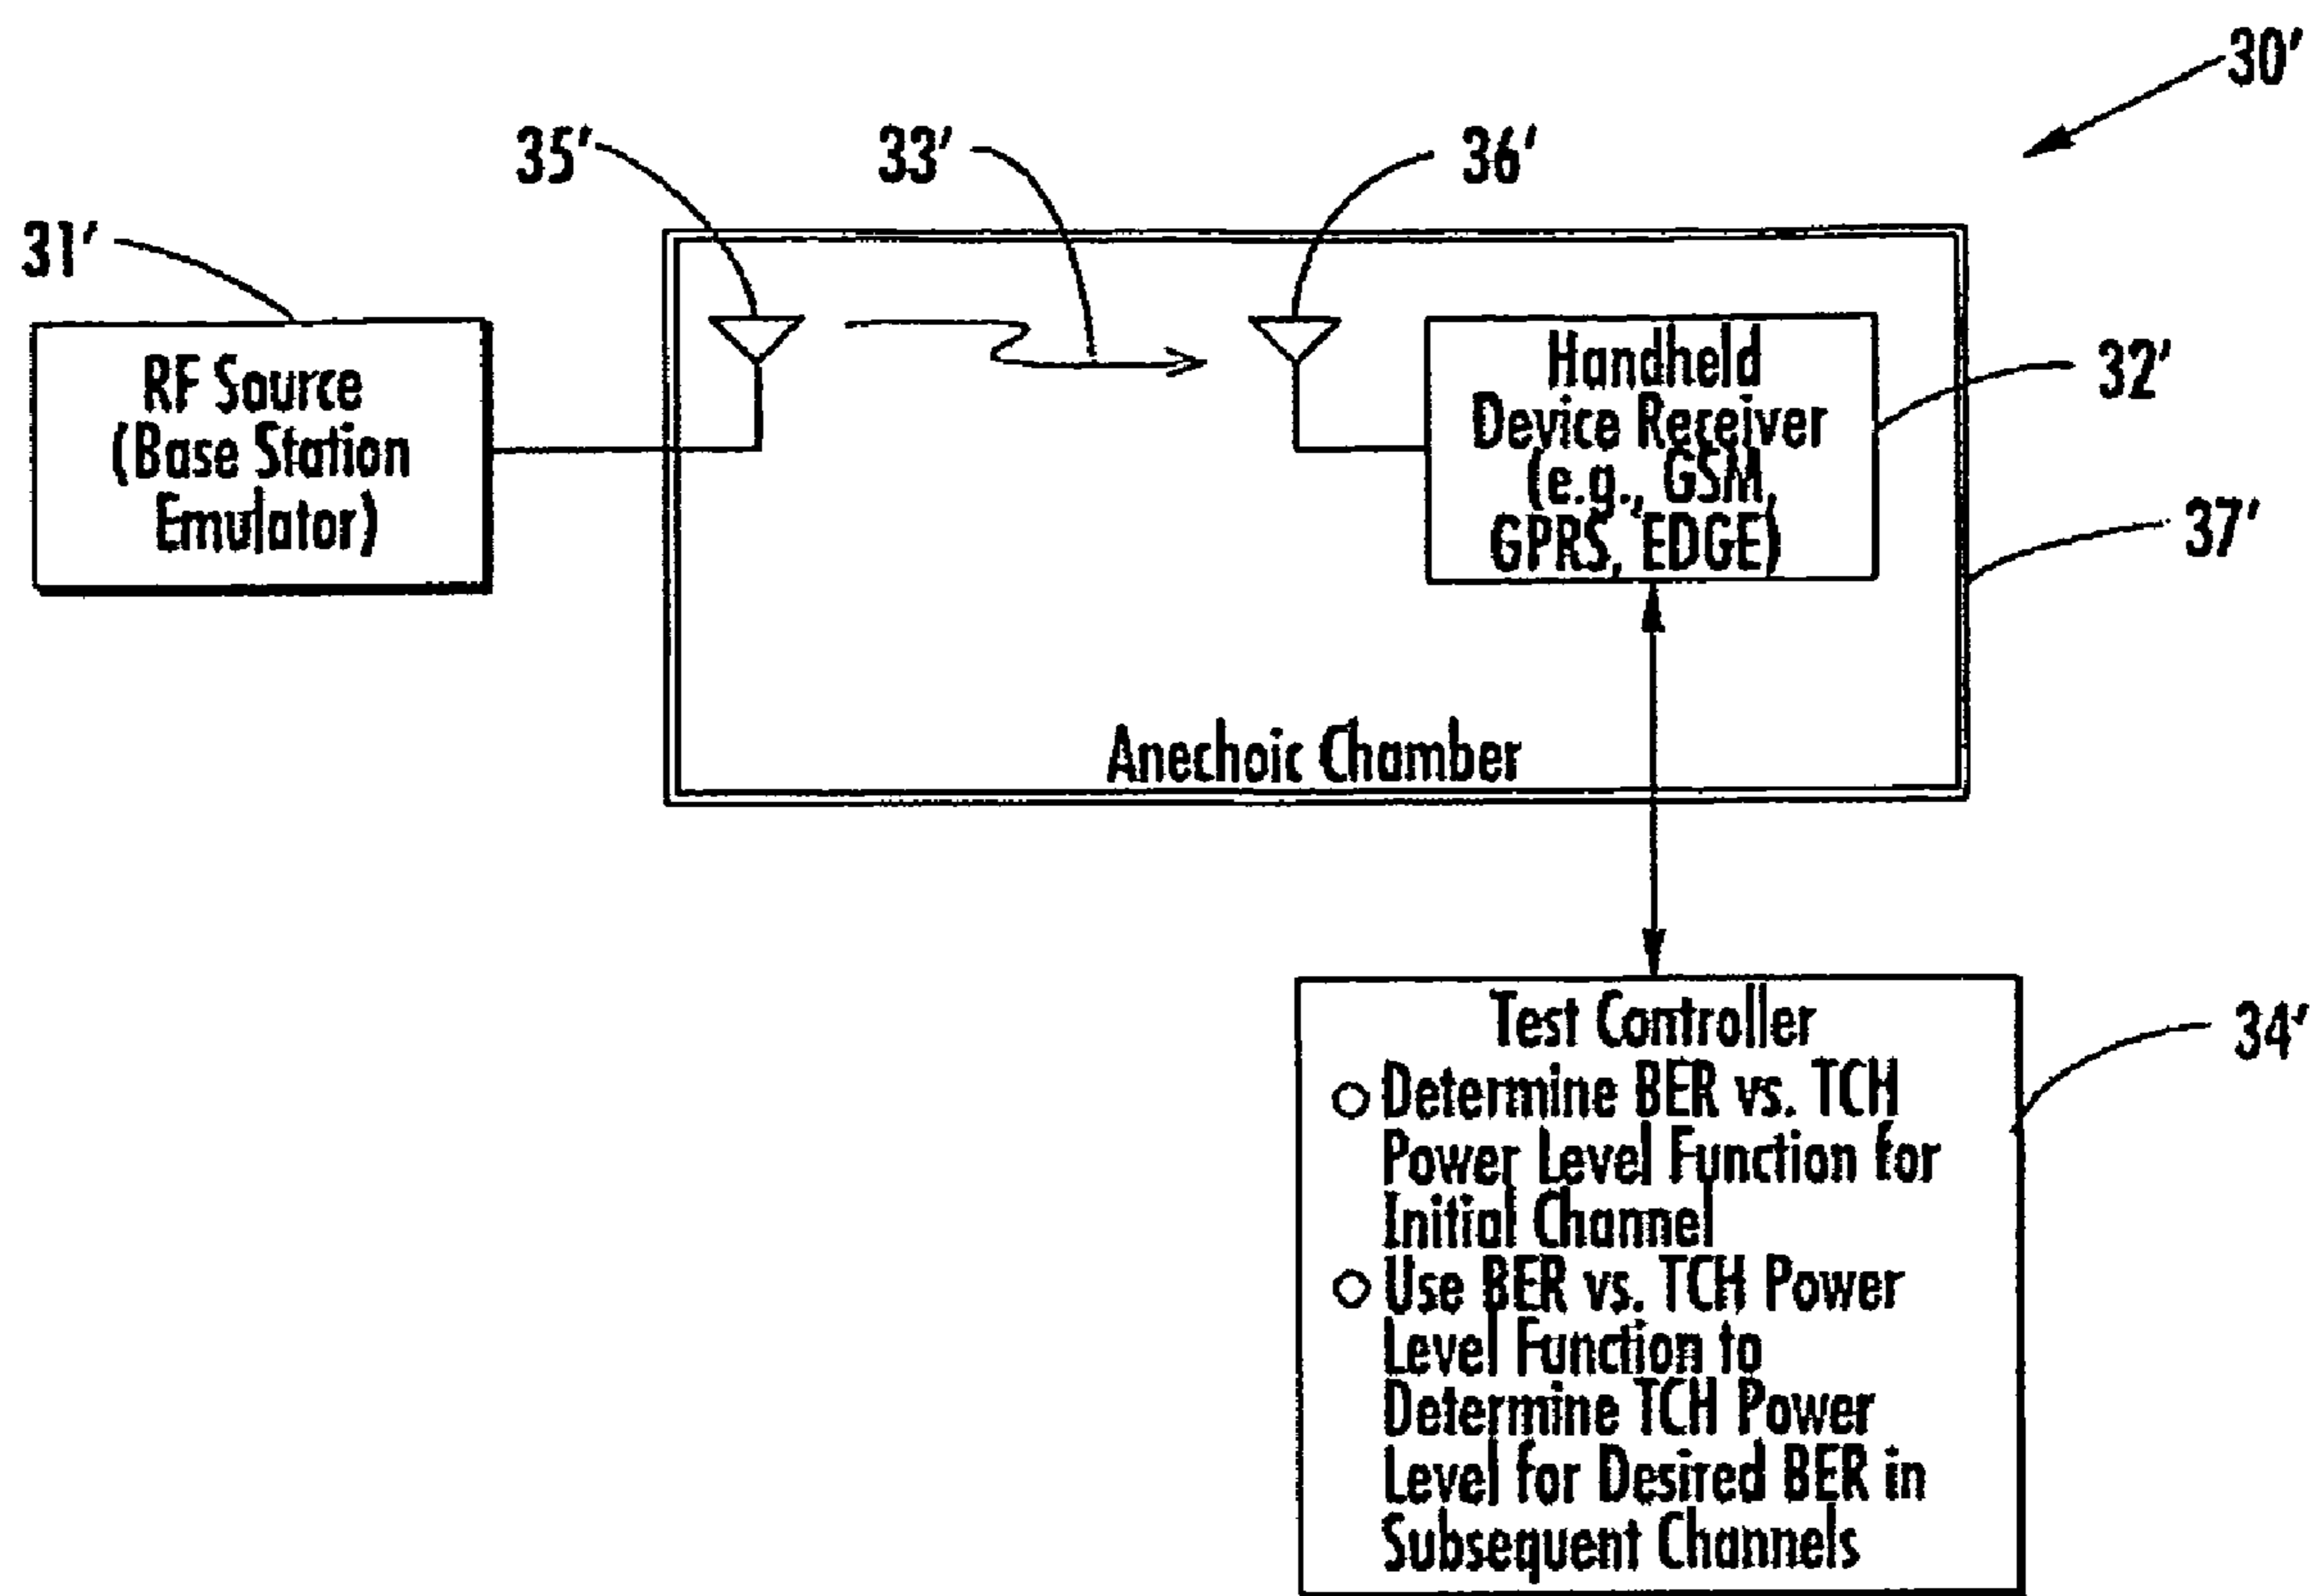 30'
35'
33'
36'
31'
RF Source
(Base Station
Emulator)
Handheld
Device Receiver
(e.g., GSM,
GPRS, EDGE)
32'
37'
Anechoic Chamber
Test Controller
Determine BER vs. TCH
Power Level Function for
Initial Channel
Use BER vs. TCH Power
Level Function to
Determine TCH Power
Level for Desired BER in
Subsequent Channels
34'